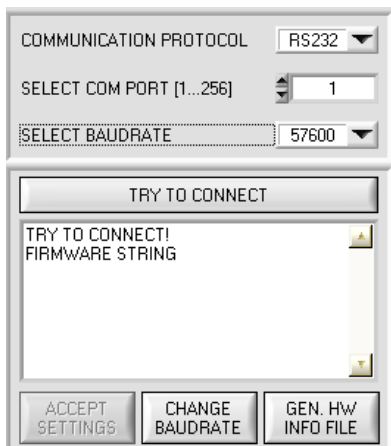 COMMUNICATION PROTOCOL RS232
SELECT COM PORT [1...256] 1
SELECT BAUDRATE 57600
TRY TO CONNECT
TRY TO CONNECT!
FIRMWARE STRING
ACCEPT SETTINGS
CHANGE BAUDRATE
GEN. HW INFO FILE